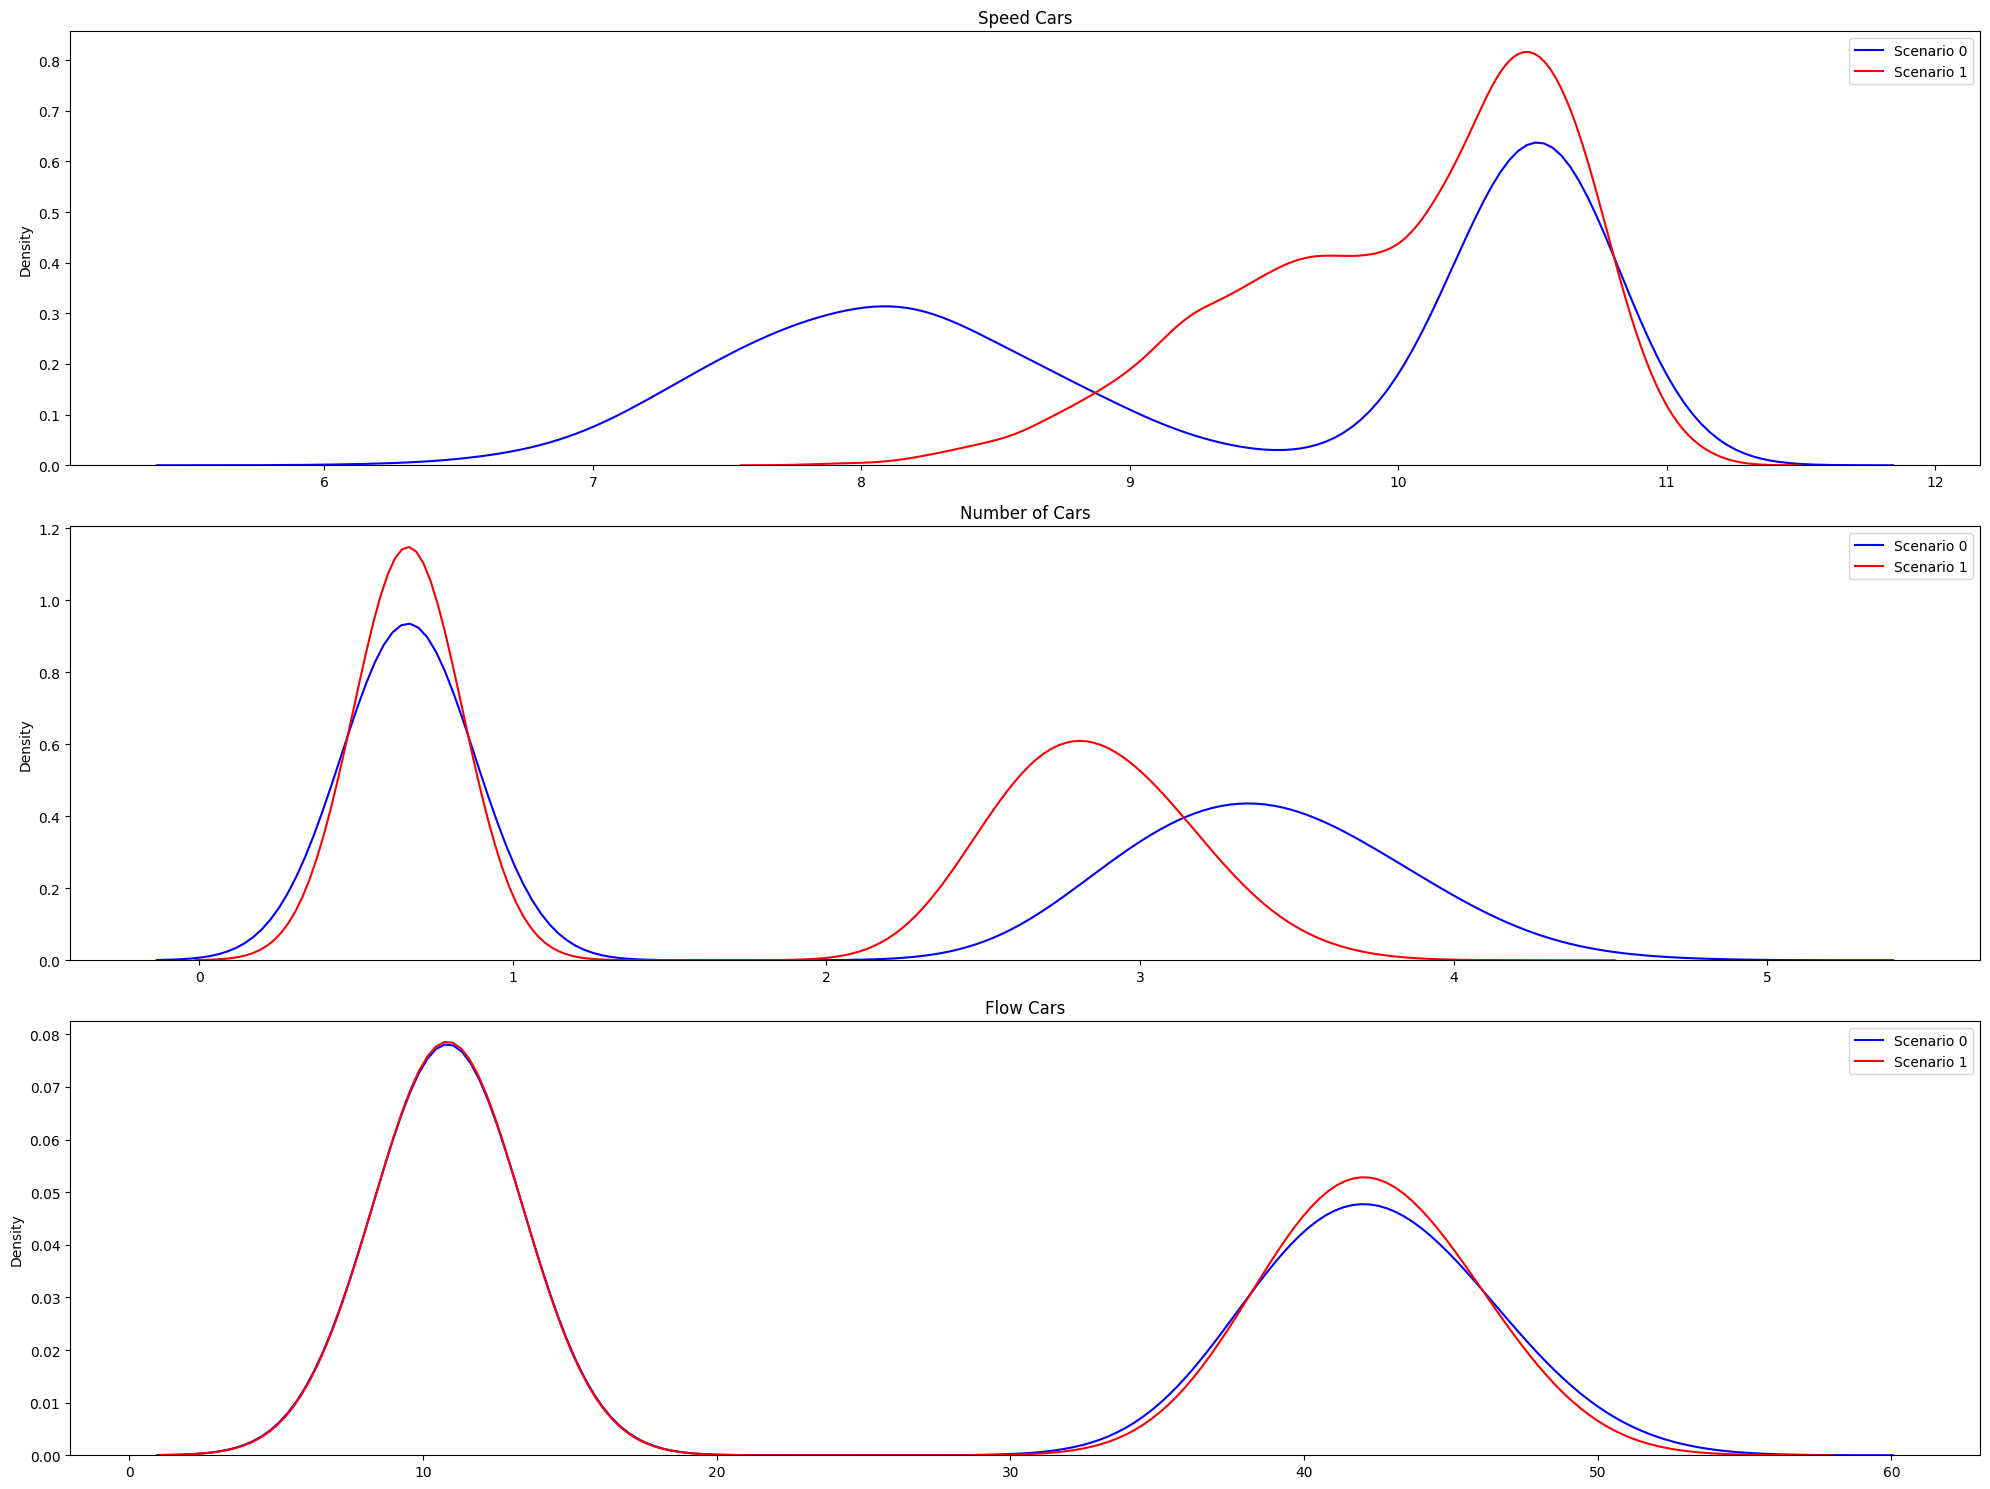 Speed Cars
Scenario 0
Scenario 1
Density
0.8
0.7
0.6
0.5
0.4
0.3
0.2
0.1
0.0
6 7 8 9 10 11 12
Number of Cars
Scenario 0
Scenario 1
Density
1.2
1.0
0.8
0.6
0.4
0.2
0.0
0 1 2 3 4 5
Flow Cars
Scenario 0
Scenario 1
Density
0.08
0.07
0.06
0.05
0.04
0.03
0.02
0.01
0.00
0 10 20 30 40 50 60